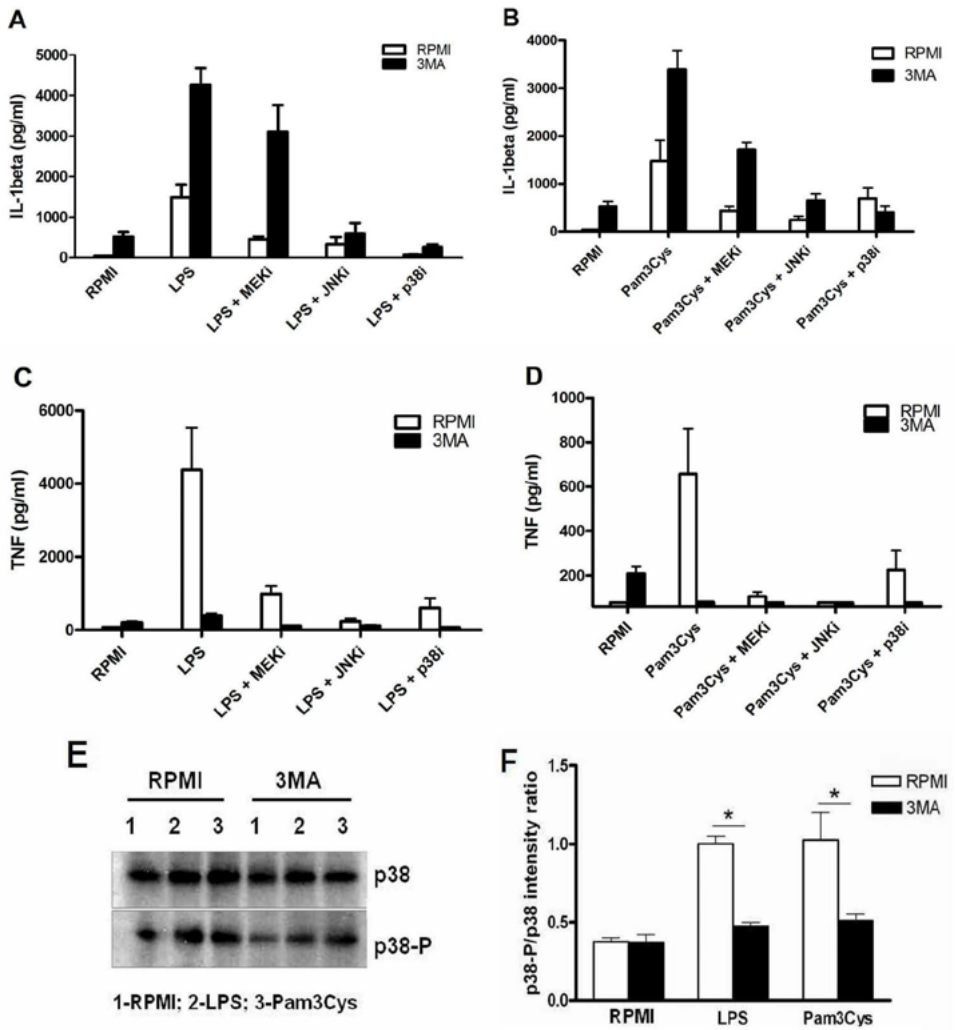 A
IL-1beta (pg/ml)
5000
4000
3000
2000
1000
0
RPMI
3MA
RPMI
LPS
LPS + MEKi
LPS + JNKi
LPS + p38i
B
IL-1beta (pg/ml)
4000
3000
2000
1000
0
RPMI
3MA
RPMI
Pam3Cys
Pam3Cys + MEKi
Pam3Cys + JNKi
Pam3Cys + p38i
C
TNF (pg/ml)
6000
4000
2000
0
RPMI
3MA
RPMI
LPS
LPS + MEKi
LPS + JNKi
LPS + p38i
D
TNF (pg/ml)
1000
800
600
400
200
RPMI
3MA
RPMI
Pam3Cys
Pam3Cys + MEKi
Pam3Cys + JNKi
Pam3Cys + p38i
E
RPMI 3MA
1 2 3 1 2 3
p38
p38-P
1-RPMI; 2-LPS; 3-Pam3Cys
F
p38-P/p38 intensity ratio
1.5
1.0
0.5
0.0
RPMI
3MA
* *
RPMI
LPS
Pam3Cys